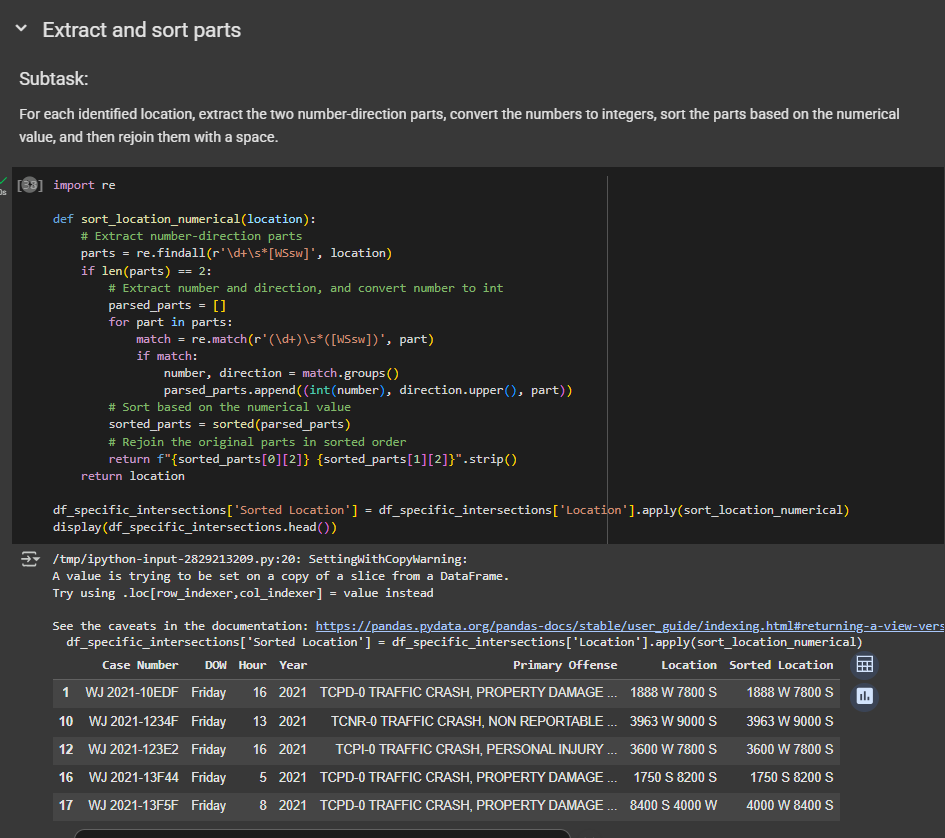 Extract and sort parts
Subtask:
For each identified location, extract the two number-direction parts, convert the numbers to integers, sort the parts based on the numerical
value, and then rejoin them with a space.
[38]
0s
import re
def sort_location_numerical(location):
# Extract number-direction parts
parts = re.findall(r'\d+\s*[WSsw]', location)
if len(parts) == 2:
# Extract number and direction, and convert number to int
parsed_parts = []
for part in parts:
match = re.match(r'(\d+)\s*([WSsw])', part)
if match:
number, direction = match.groups()
parsed_parts.append((int(number), direction.upper(), part))
# Sort based on the numerical value
sorted_parts = sorted(parsed_parts)
# Rejoin the original parts in sorted order
return f"{sorted_parts[0][2]} {sorted_parts[1][2]}".strip()
return location
df_specific_intersections['Sorted Location'] = df_specific_intersections['Location'].apply(sort_location_numerical)
display(df_specific_intersections.head())
/tmp/ipython-input-2829213209.py:20: SettingWithCopyWarning:
A value is trying to be set on a copy of a slice from a DataFrame.
Try using .loc[row_indexer,col_indexer] = value instead
See the caveats in the documentation: https://pandas.pydata.org/pandas-docs/stable/user_guide/indexing.html#returning-a-view-vers
df_specific_intersections['Sorted Location'] = df_specific_intersections['Location'].apply(sort_location_numerical)
Case Number DOW Hour Year Primary Offense Location Sorted Location
1 WJ 2021-10EDF Friday 16 2021 TCPD-0 TRAFFIC CRASH, PROPERTY DAMAGE ... 1888 W 7800 S 1888 W 7800 S
10 WJ 2021-1234F Friday 13 2021 TCNR-0 TRAFFIC CRASH, NON REPORTABLE ... 3963 W 9000 S 3963 W 9000 S
12 WJ 2021-123E2 Friday 16 2021 TCPI-0 TRAFFIC CRASH, PERSONAL INJURY ... 3600 W 7800 S 3600 W 7800 S
16 WJ 2021-13F44 Friday 5 2021 TCPD-0 TRAFFIC CRASH, PROPERTY DAMAGE ... 1750 S 8200 S 1750 S 8200 S
17 WJ 2021-13F5F Friday 8 2021 TCPD-0 TRAFFIC CRASH, PROPERTY DAMAGE ... 8400 S 4000 W 4000 W 8400 S